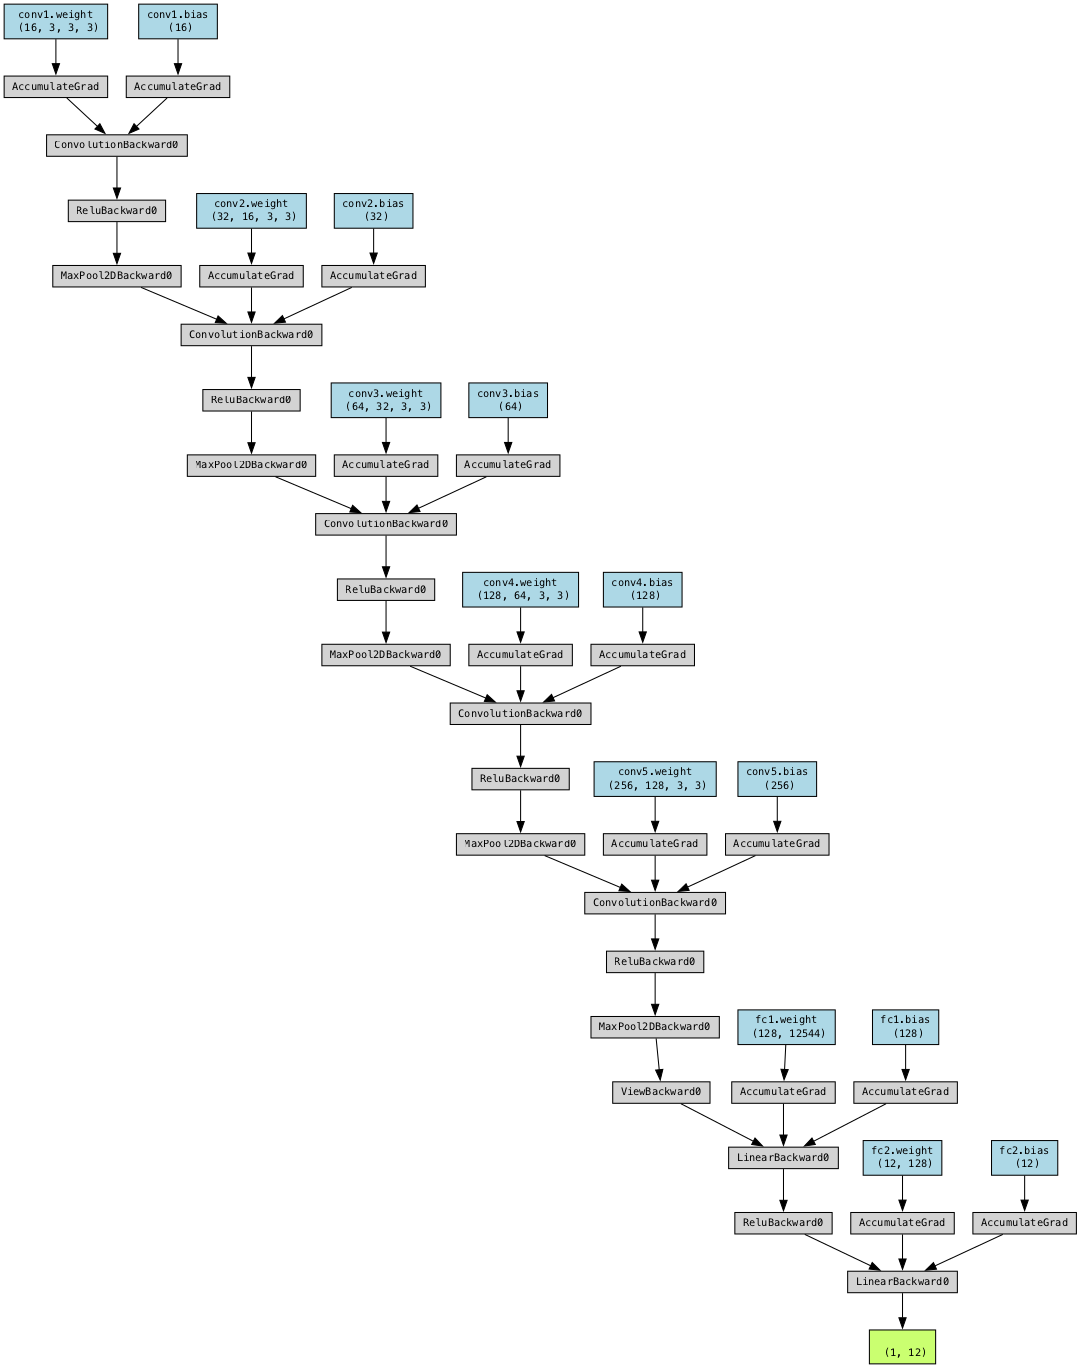 conv1.weight
(16, 3, 3, 3)
conv1.bias
(16)
AccumulateGrad
AccumulateGrad
ConvolutionBackward0
ReluBackward0
conv2.weight
(32, 16, 3, 3)
conv2.bias
(32)
MaxPool2DBackward0
AccumulateGrad
AccumulateGrad
ConvolutionBackward0
ReluBackward0
conv3.weight
(64, 32, 3, 3)
conv3.bias
(64)
MaxPool2DBackward0
AccumulateGrad
AccumulateGrad
ConvolutionBackward0
ReluBackward0
conv4.weight
(128, 64, 3, 3)
conv4.bias
(128)
MaxPool2DBackward0
AccumulateGrad
AccumulateGrad
ConvolutionBackward0
ReluBackward0
conv5.weight
(256, 128, 3, 3)
conv5.bias
(256)
MaxPool2DBackward0
AccumulateGrad
AccumulateGrad
ConvolutionBackward0
ReluBackward0
MaxPool2DBackward0
fc1.weight
(128, 12544)
fc1.bias
(128)
ViewBackward0
AccumulateGrad
AccumulateGrad
LinearBackward0
fc2.weight
(12, 128)
fc2.bias
(12)
ReluBackward0
AccumulateGrad
AccumulateGrad
LinearBackward0
(1, 12)